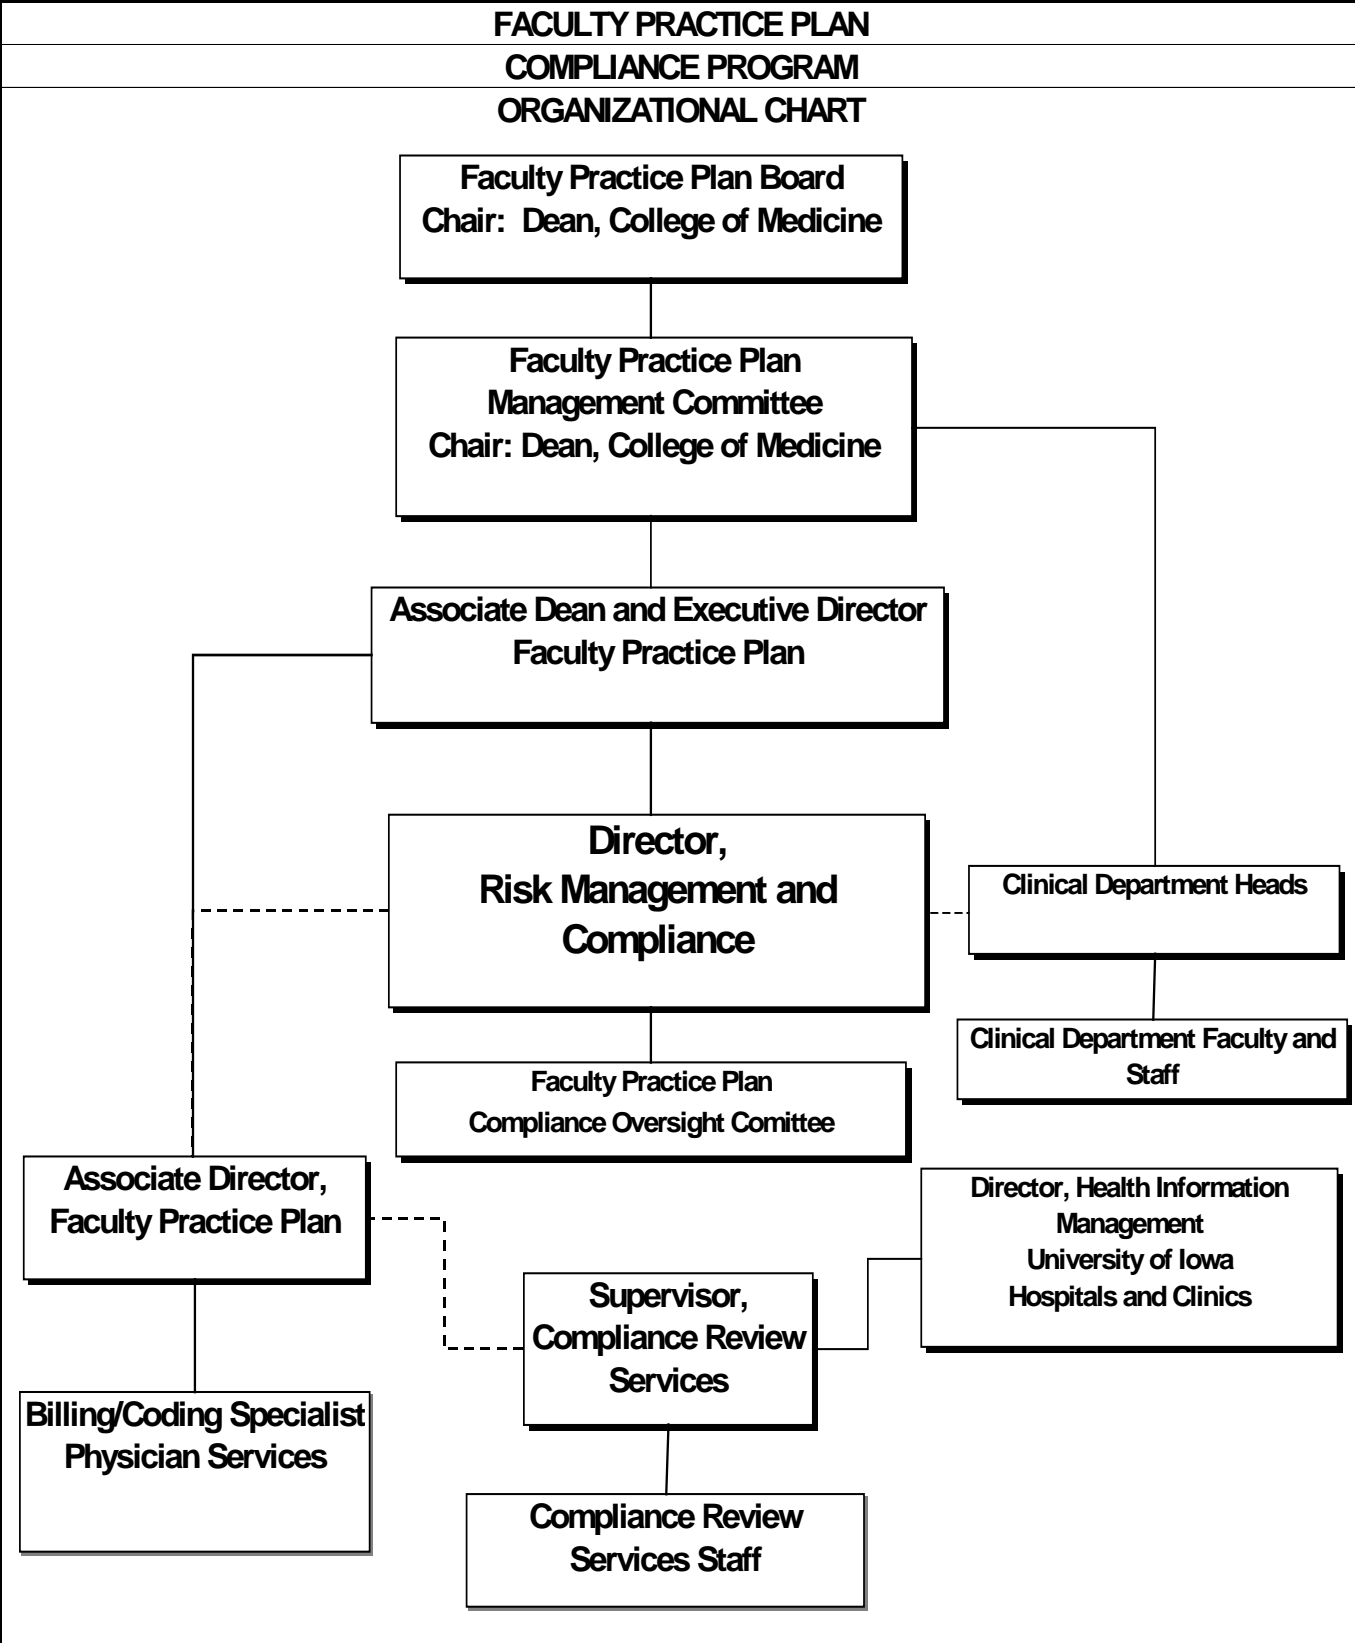 FACULTY PRACTICE PLAN
COMPLIANCE PROGRAM
ORGANIZATIONAL CHART
Faculty Practice Plan Board
Chair: Dean, College of Medicine
Faculty Practice Plan
Management Committee
Chair: Dean, College of Medicine
Associate Dean and Executive Director
Faculty Practice Plan
Director,
Risk Management and
Compliance
Clinical Department Heads
Clinical Department Faculty and
Staff
Faculty Practice Plan
Compliance Oversight Comittee
Associate Director,
Faculty Practice Plan
Director, Health Information
Management
University of Iowa
Hospitals and Clinics
Supervisor,
Compliance Review
Services
Billing/Coding Specialist
Physician Services
Compliance Review
Services Staff